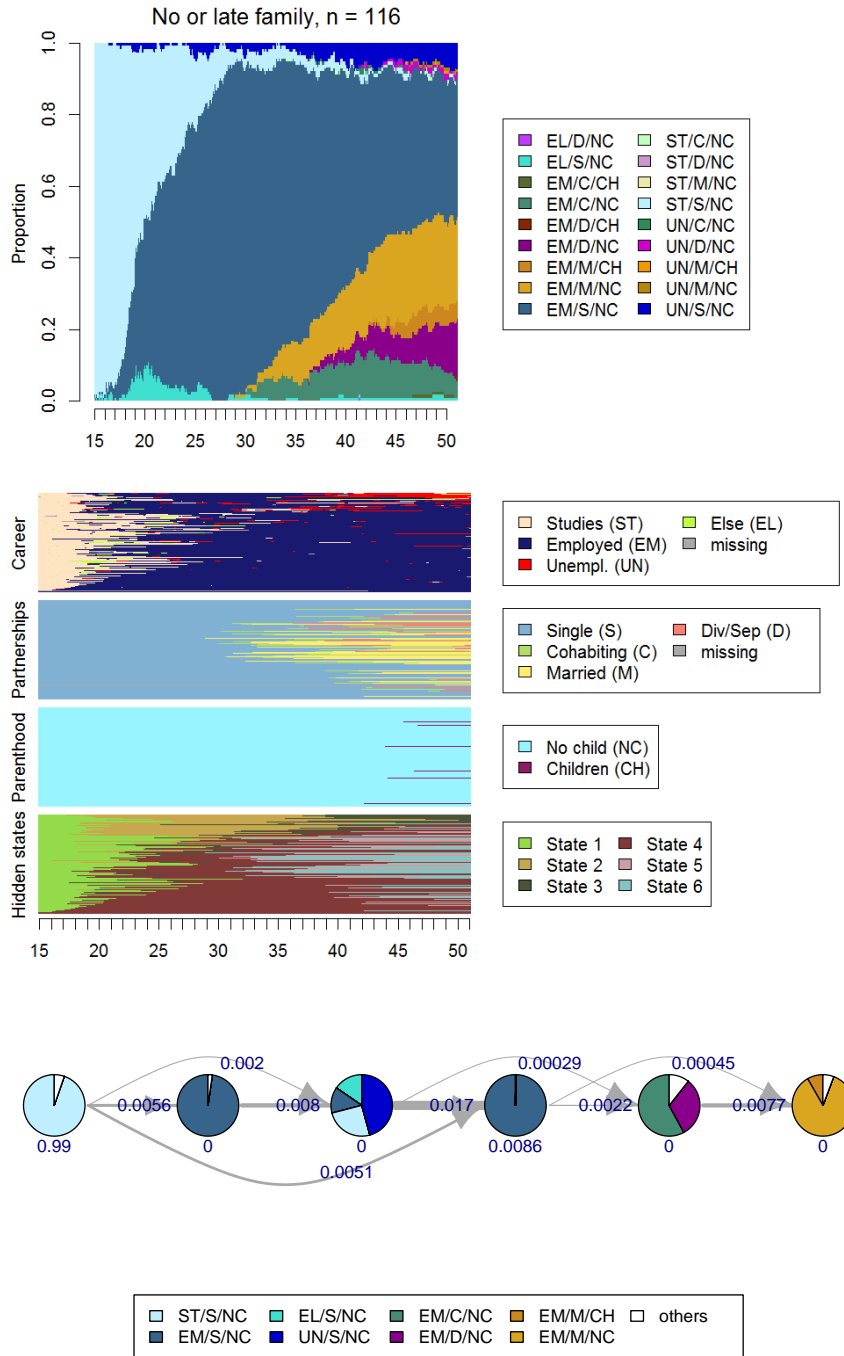 No or late family, n = 116
Proportion
1.0
0.8
0.6
0.4
0.2
0.0
15 20 25 30 35 40 45 50
EL/D/NC ST/C/NC
EL/S/NC ST/D/NC
EM/C/CH ST/M/NC
EM/C/NC ST/S/NC
EM/D/CH UN/C/NC
EM/D/NC UN/D/NC
EM/M/CH UN/M/CH
EM/M/NC UN/M/NC
EM/S/NC UN/S/NC
Career
Studies (ST) Else (EL)
Employed (EM) missing
Unempl. (UN)
Partnerships
Single (S) Div/Sep (D)
Cohabiting (C) missing
Married (M)
Parenthood
No child (NC)
Children (CH)
Hidden states
State 1 State 4
State 2 State 5
State 3 State 6
15 20 25 30 35 40 45 50
0.002 0.00029 0.00045
0.0056 0.008 0.017 0.0022 0.0077
0.99 0 0 0.0086 0 0
0.0051
ST/S/NC EL/S/NC EM/C/NC EM/M/CH others
EM/S/NC UN/S/NC EM/D/NC EM/M/NC